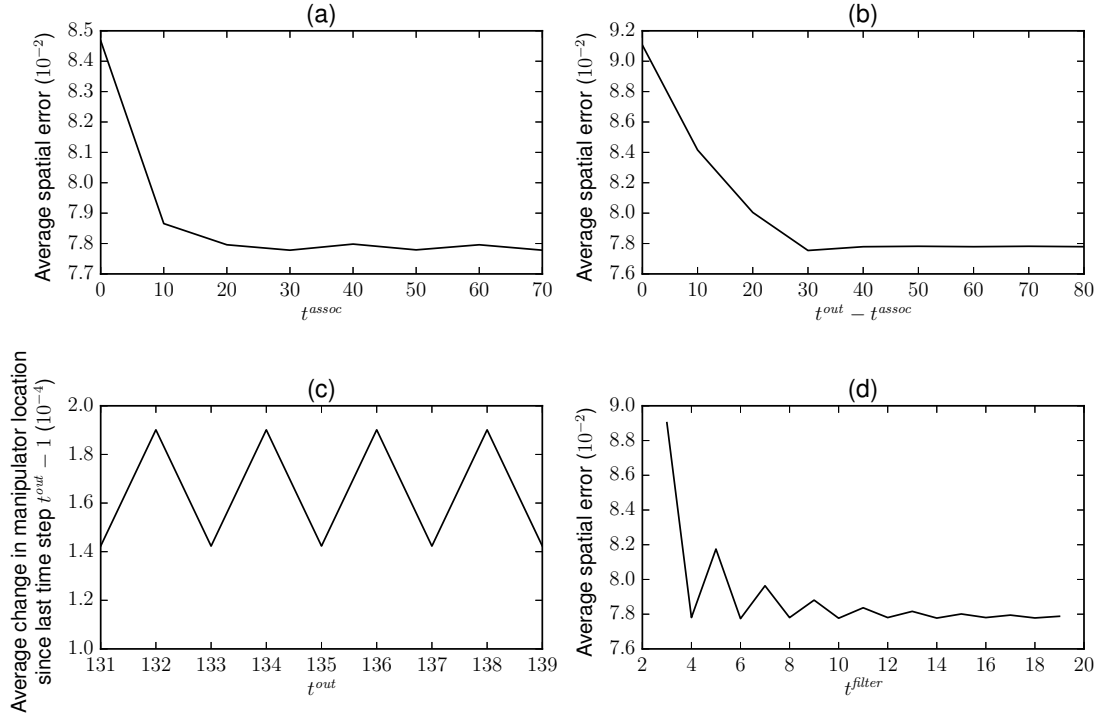 (a)
Average spatial error (10⁻²)
8.5
8.4
8.3
8.2
8.1
8.0
7.9
7.8
7.7
0 10 20 30 40 50 60 70
t^{assoc}
(b)
Average spatial error (10⁻²)
9.2
9.0
8.8
8.6
8.4
8.2
8.0
7.8
7.6
0 10 20 30 40 50 60 70 80
t^{out} − t^{assoc}
(c)
Average change in manipulator location
since last time step t^{out} − 1 (10⁻⁴)
2.0
1.8
1.6
1.4
1.2
1.0
131 132 133 134 135 136 137 138 139
t^{out}
(d)
Average spatial error (10⁻²)
9.0
8.8
8.6
8.4
8.2
8.0
7.8
7.6
2 4 6 8 10 12 14 16 18 20
t^{filter}